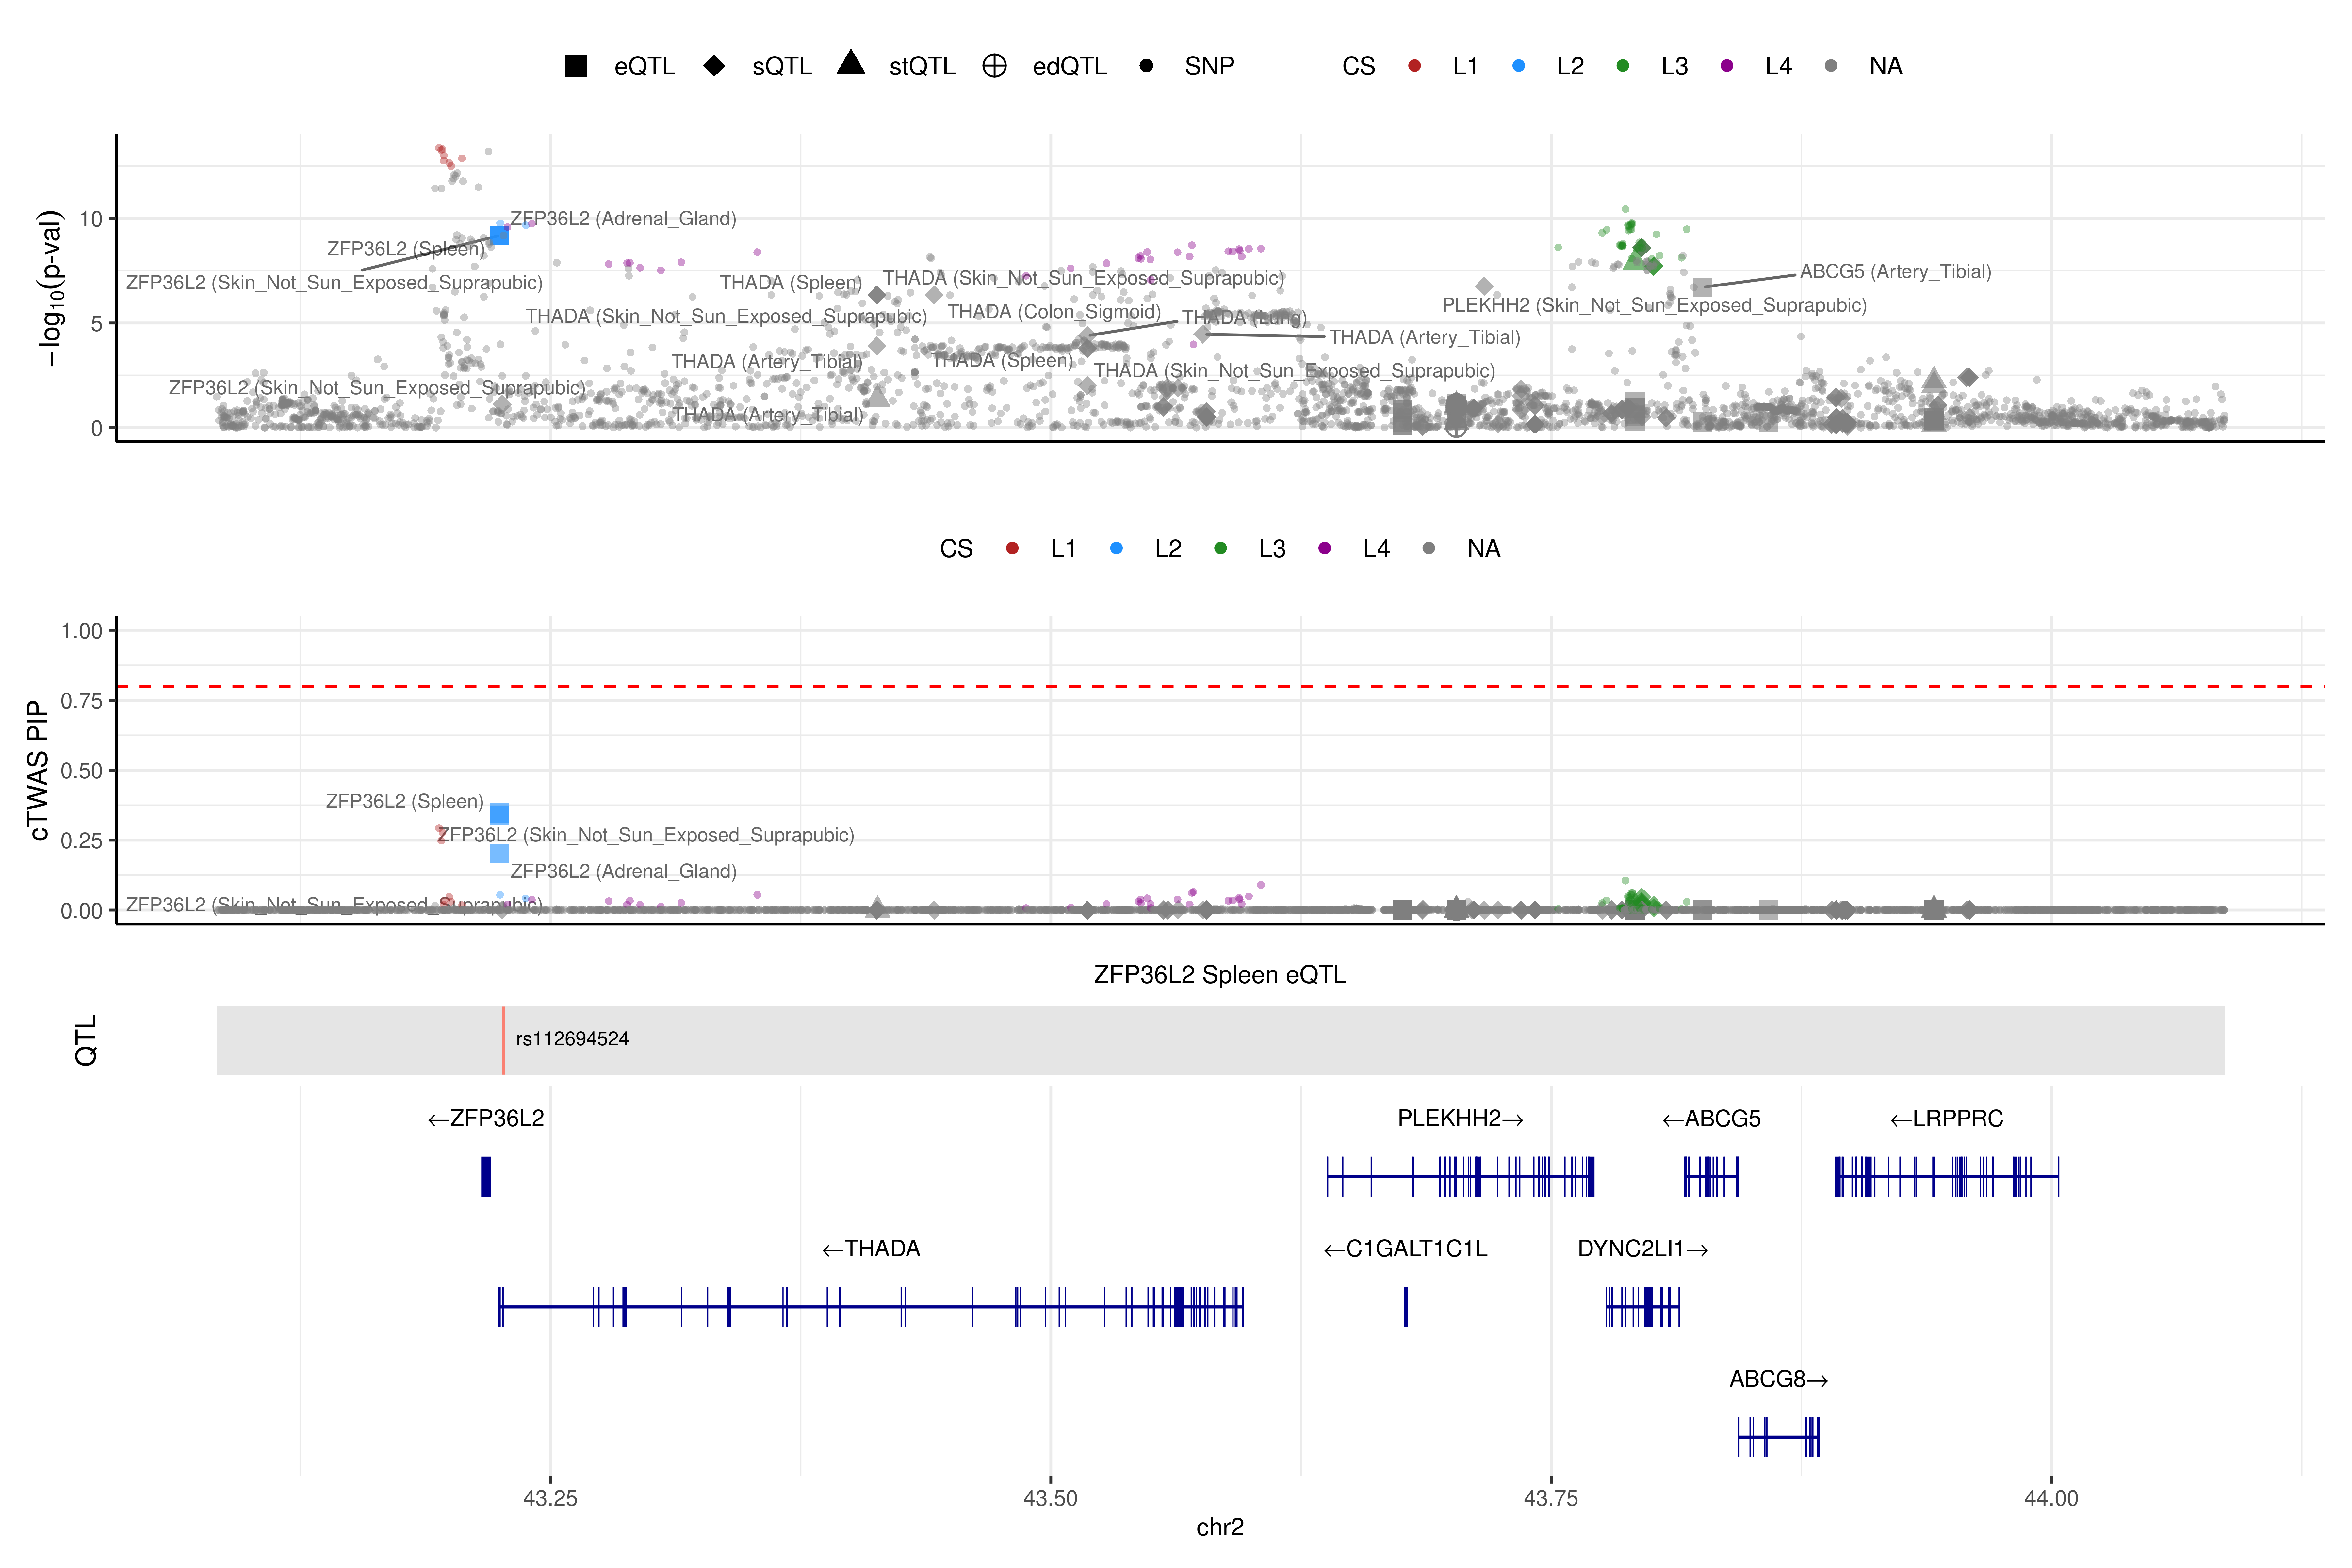 eQTL sQTL stQTL edQTL SNP CS L1 L2 L3 L4 NA
−log10(p-val)
10
5
0
ZFP36L2 (Adrenal_Gland)
ZFP36L2 (Spleen)
ZFP36L2 (Skin_Not_Sun_Exposed_Suprapubic)
THADA (Spleen)
THADA (Skin_Not_Sun_Exposed_Suprapubic)
ABCG5 (Artery_Tibial)
PLEKHH2 (Skin_Not_Sun_Exposed_Suprapubic)
THADA (Skin_Not_Sun_Exposed_Suprapubic)
THADA (Colon_Sigmoid)
THADA (Lung)
THADA (Artery_Tibial)
THADA (Artery_Tibial)
THADA (Spleen)
THADA (Skin_Not_Sun_Exposed_Suprapubic)
ZFP36L2 (Skin_Not_Sun_Exposed_Suprapubic)
THADA (Artery_Tibial)
CS L1 L2 L3 L4 NA
cTWAS PIP
1.00
0.75
0.50
0.25
0.00
ZFP36L2 (Spleen)
ZFP36L2 (Skin_Not_Sun_Exposed_Suprapubic)
ZFP36L2 (Adrenal_Gland)
ZFP36L2 (Skin_Not_Sun_Exposed_Suprapubic)
ZFP36L2 Spleen eQTL
QTL
rs112694524
←ZFP36L2 PLEKHH2→ ←ABCG5 ←LRPPRC
←THADA ←C1GALT1C1L DYNC2LI1→
ABCG8→
43.25 43.50 43.75 44.00
chr2